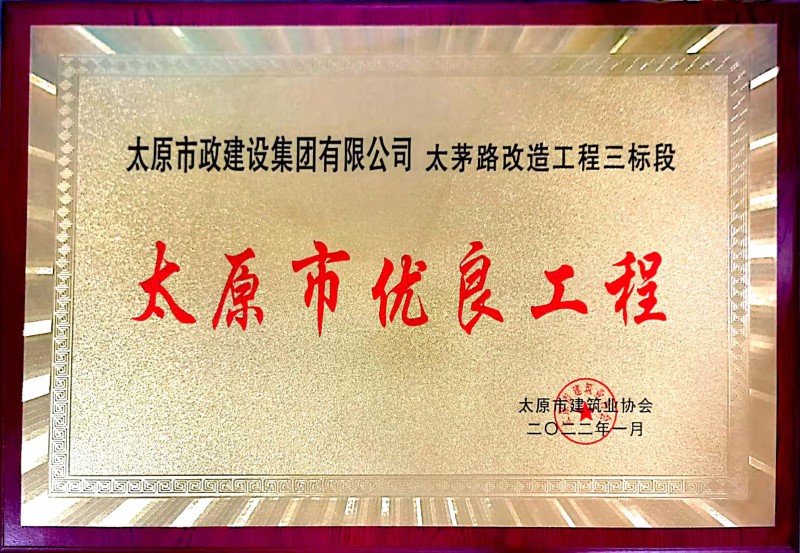 太原市政建设集团有限公司 太茅路改造工程三标段
太原市优良工程
太原市建筑业协会
二〇二二年一月